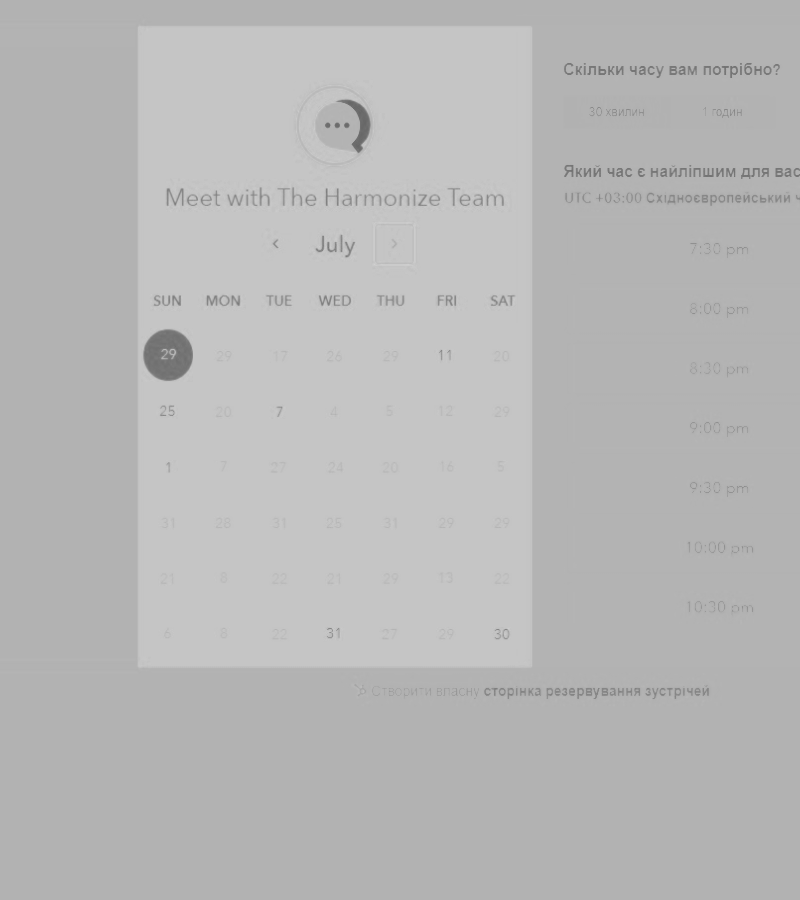 Meet with The Harmonize Team
July
SUN MON TUE WED THU FRI SAT
29 29 17 26 29 11 20
25 20 7 4 5 12 29
1 7 27 24 20 16 5
31 28 31 25 31 29 29
21 8 22 21 29 13 22
6 8 22 31 27 29 30
Скільки часу вам потрібно?
30 хвилин 1 годин
Який час є найліпшим для вас
UTC +03:00 Східноєвропейський ч
7:30 pm
8:00 pm
8:30 pm
9:00 pm
9:30 pm
10:00 pm
10:30 pm
Створити власну сторінка резервування зустрічей